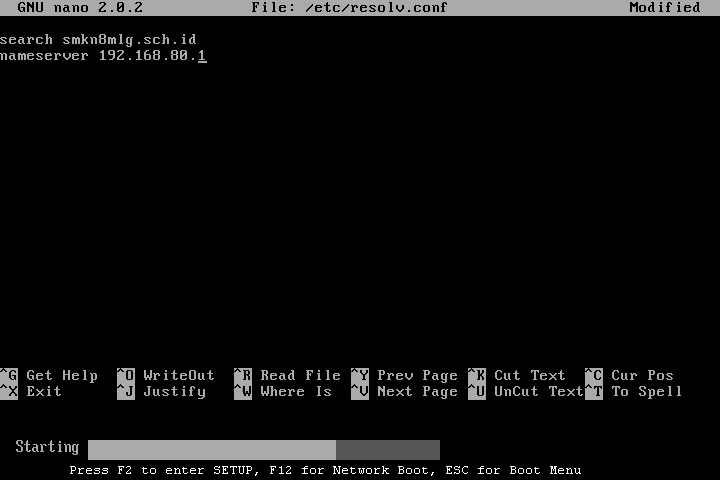 GNU nano 2.0.2 File: /etc/resolv.conf Modified
search smkn8mlg.sch.id
nameserver 192.168.80.1
^G Get Help ^O WriteOut ^R Read File ^Y Prev Page ^K Cut Text ^C Cur Pos
^X Exit ^J Justify ^W Where Is ^V Next Page ^U UnCut Text ^T To Spell
Starting
Press F2 to enter SETUP, F12 for Network Boot, ESC for Boot Menu